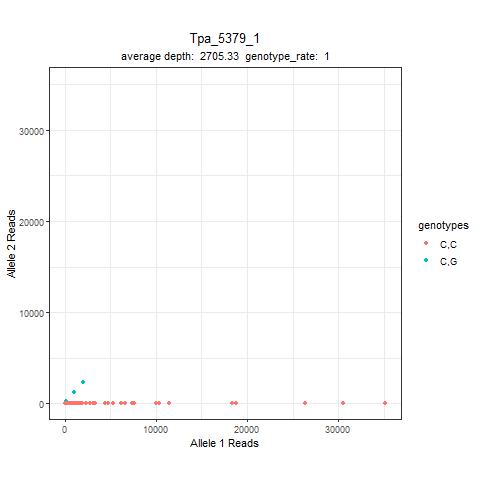 Tpa_5379_1
average depth: 2705.33 genotype_rate: 1
30000
20000
10000
0
Allele 2 Reads
0 10000 20000 30000
Allele 1 Reads
genotypes
C,C
C,G